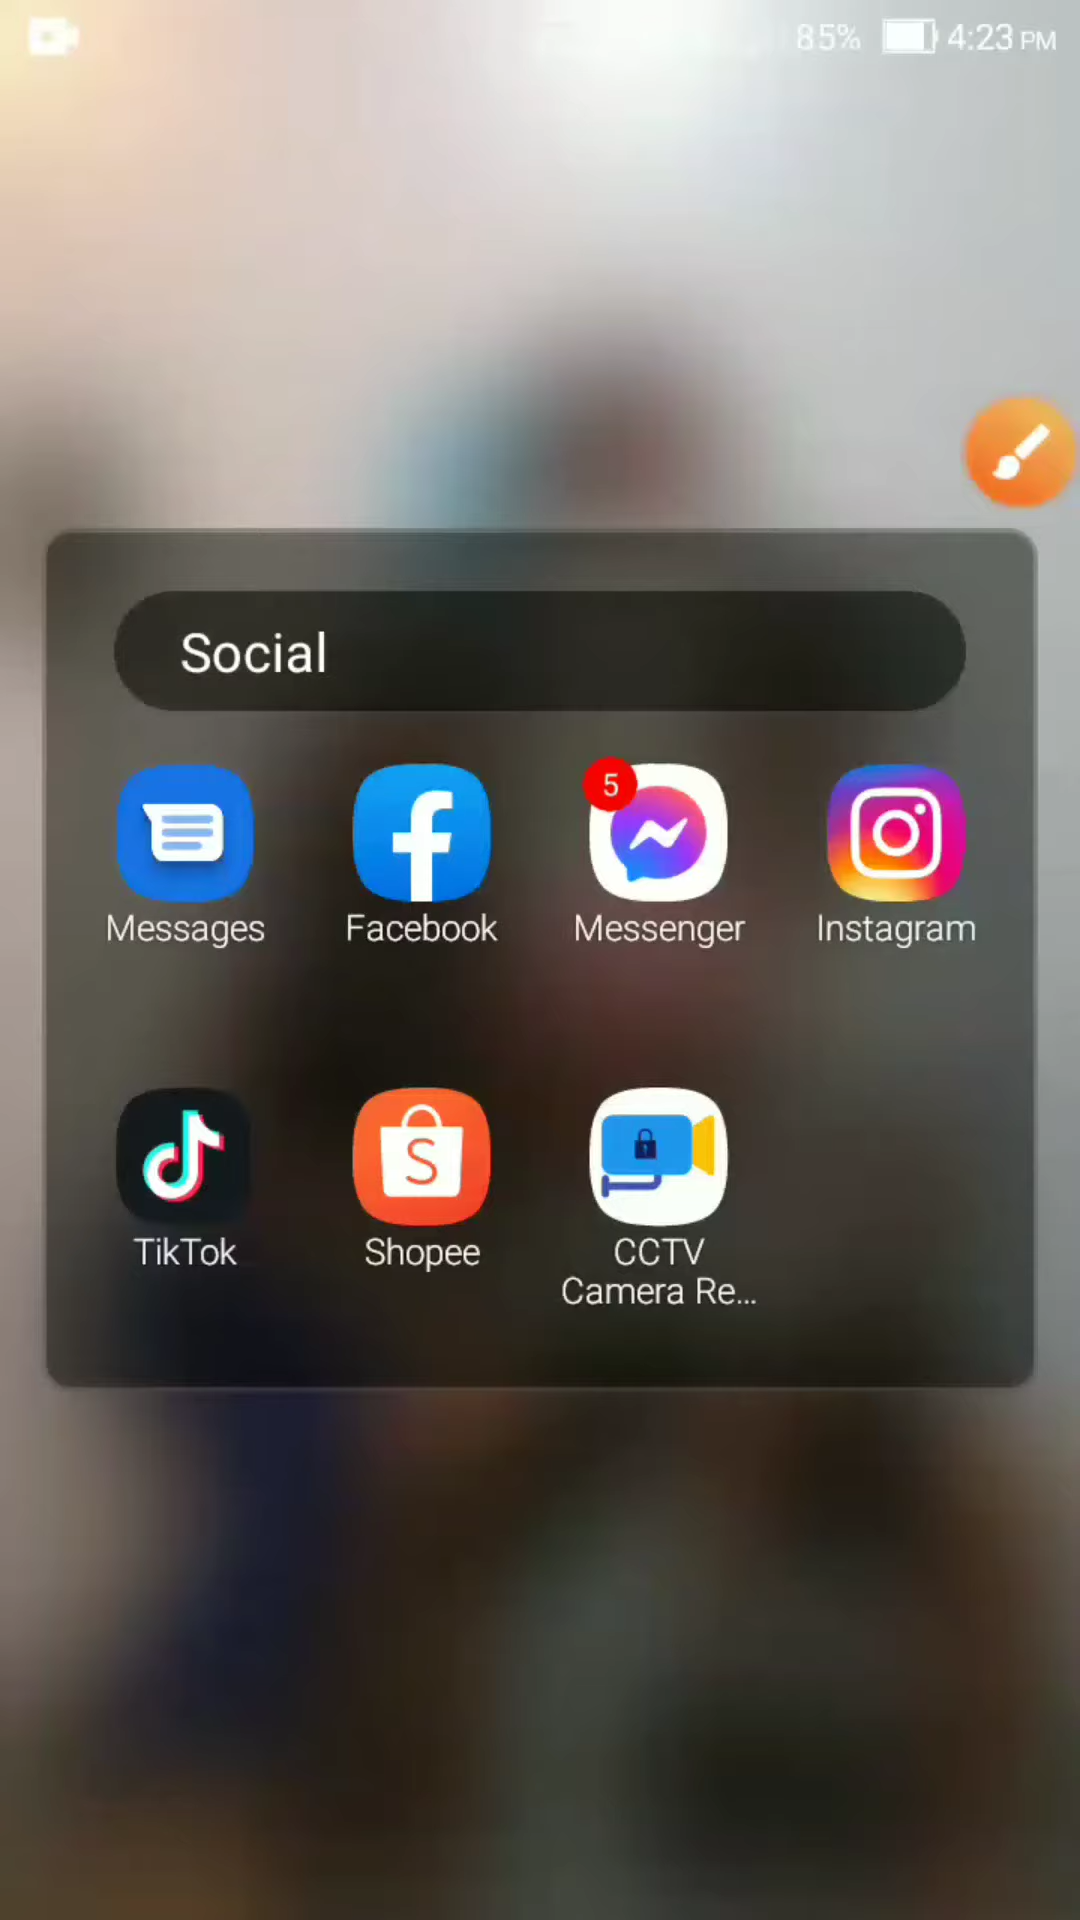 85% 4:23 PM
Social
5
Messages Facebook Messenger Instagram
TikTok Shopee CCTV
Camera Re...